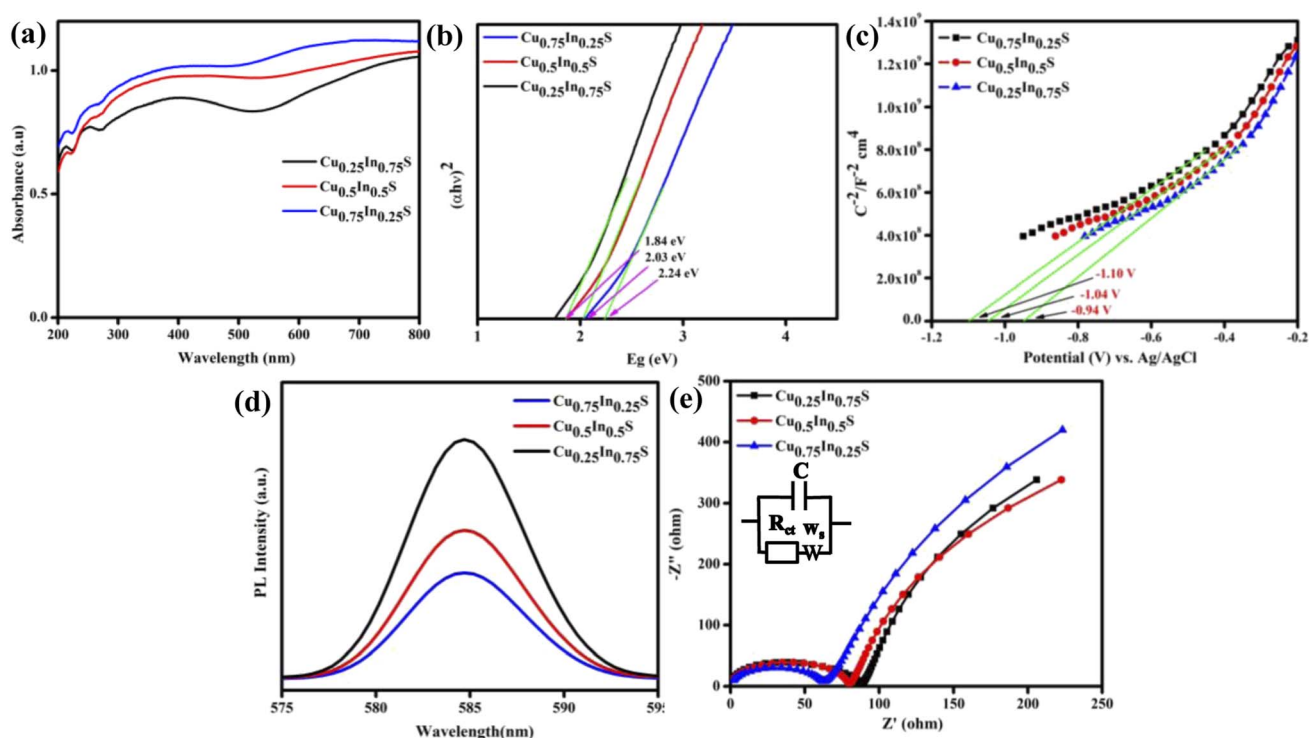 (a)
Absorbance (a.u)
1.0
0.5
0.0
200 300 400 500 600 700 800
Wavelength (nm)
Cu0.25In0.75S
Cu0.5In0.5S
Cu0.75In0.25S
(b)
(αhν)2
Cu0.75In0.25S
Cu0.5In0.5S
Cu0.25In0.75S
1.84 eV
2.03 eV
2.24 eV
1 2 3 4
Eg (eV)
(c)
C-2/F-2 cm4
1.4x109
1.2x109
1.0x109
8.0x108
6.0x108
4.0x108
2.0x108
0.0
Cu0.75In0.25S
Cu0.5In0.5S
Cu0.25In0.75S
-1.10 V
-1.04 V
-0.94 V
-1.2 -1.0 -0.8 -0.6 -0.4 -0.2
Potential (V) vs. Ag/AgCl
(d)
PL Intensity (a.u.)
Cu0.75In0.25S
Cu0.5In0.5S
Cu0.25In0.75S
575 580 585 590 595
Wavelength(nm)
(e)
-Z" (ohm)
500
400
300
200
100
0
Cu0.25In0.75S
Cu0.5In0.5S
Cu0.75In0.25S
C
Rct ws
W
0 50 100 150 200 250
Z' (ohm)